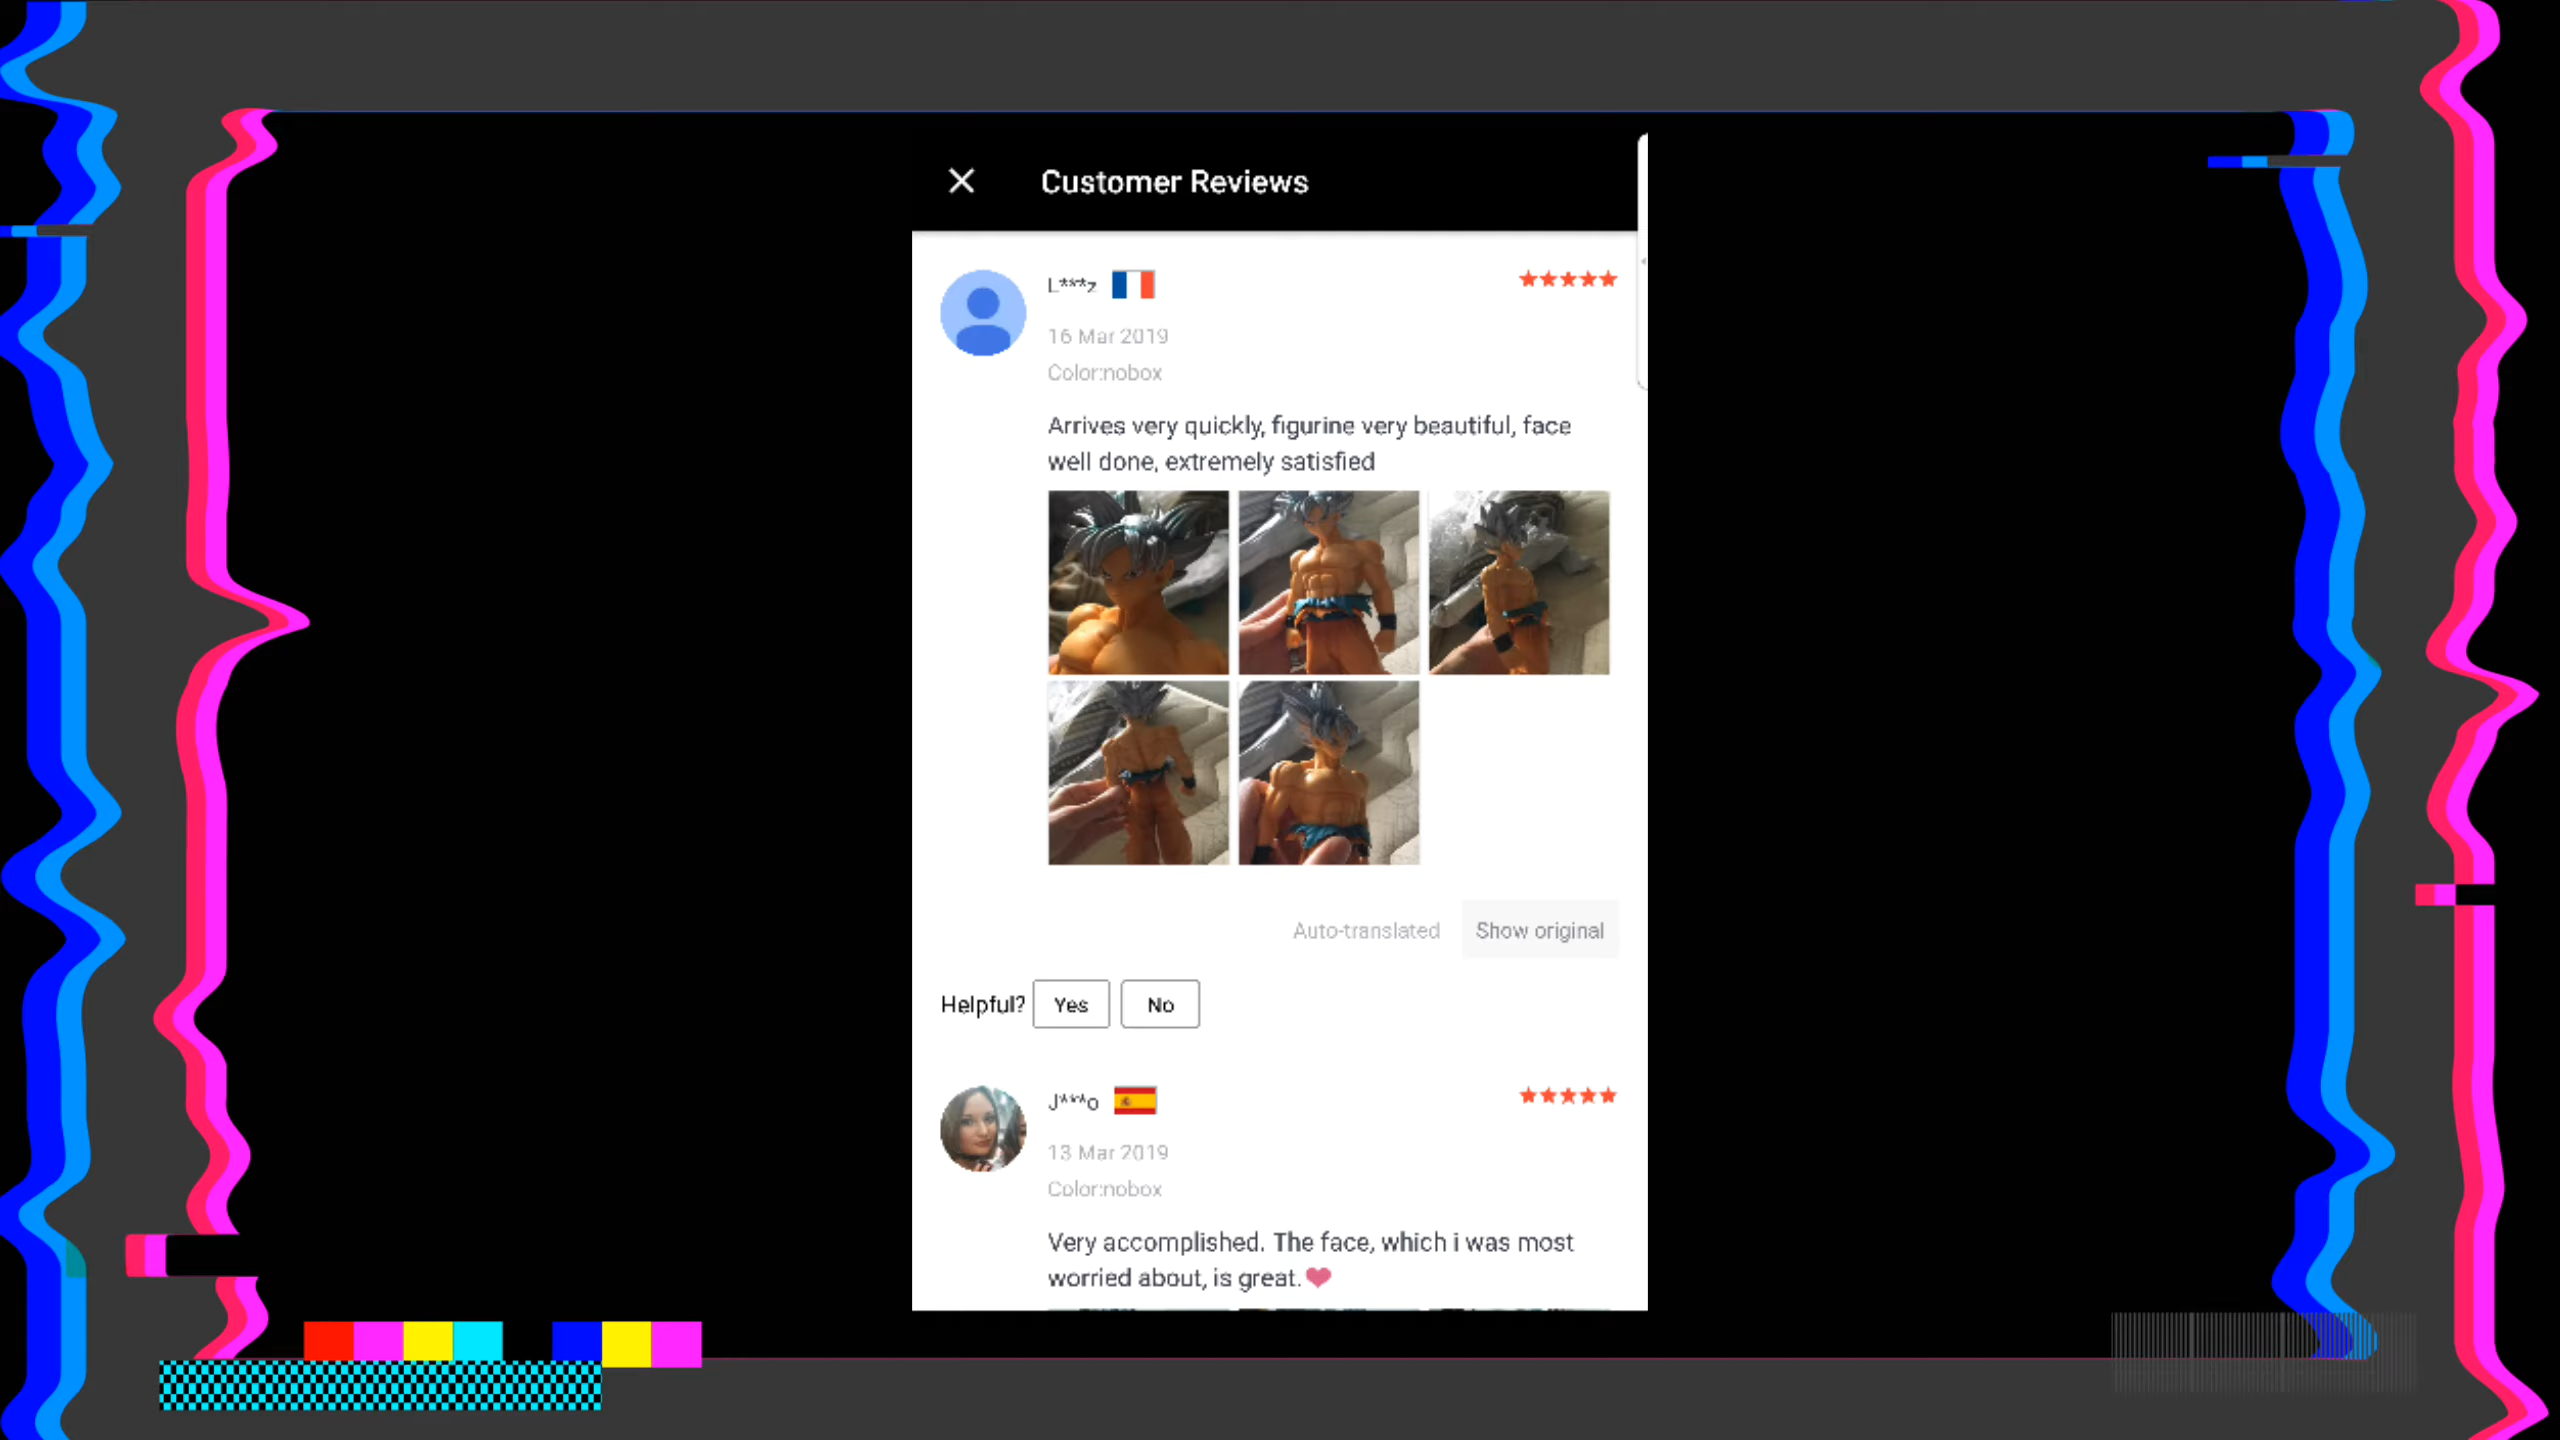 Customer Reviews
L***z
16 Mar 2019
Color:nobox
Arrives very quickly, figurine very beautiful, face
well done, extremely satisfied
Auto-translated Show original
Helpful? Yes No
J***o
13 Mar 2019
Color:nobox
Very accomplished. The face, which i was most
worried about, is great.❤